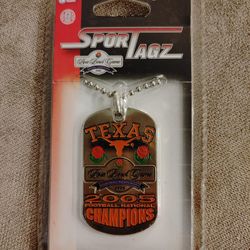 SPORTAGZ
Rose Bowl Game
TEXAS
Rose Bowl Game
2005
FOOTBALL NATIONAL
CHAMPIONS